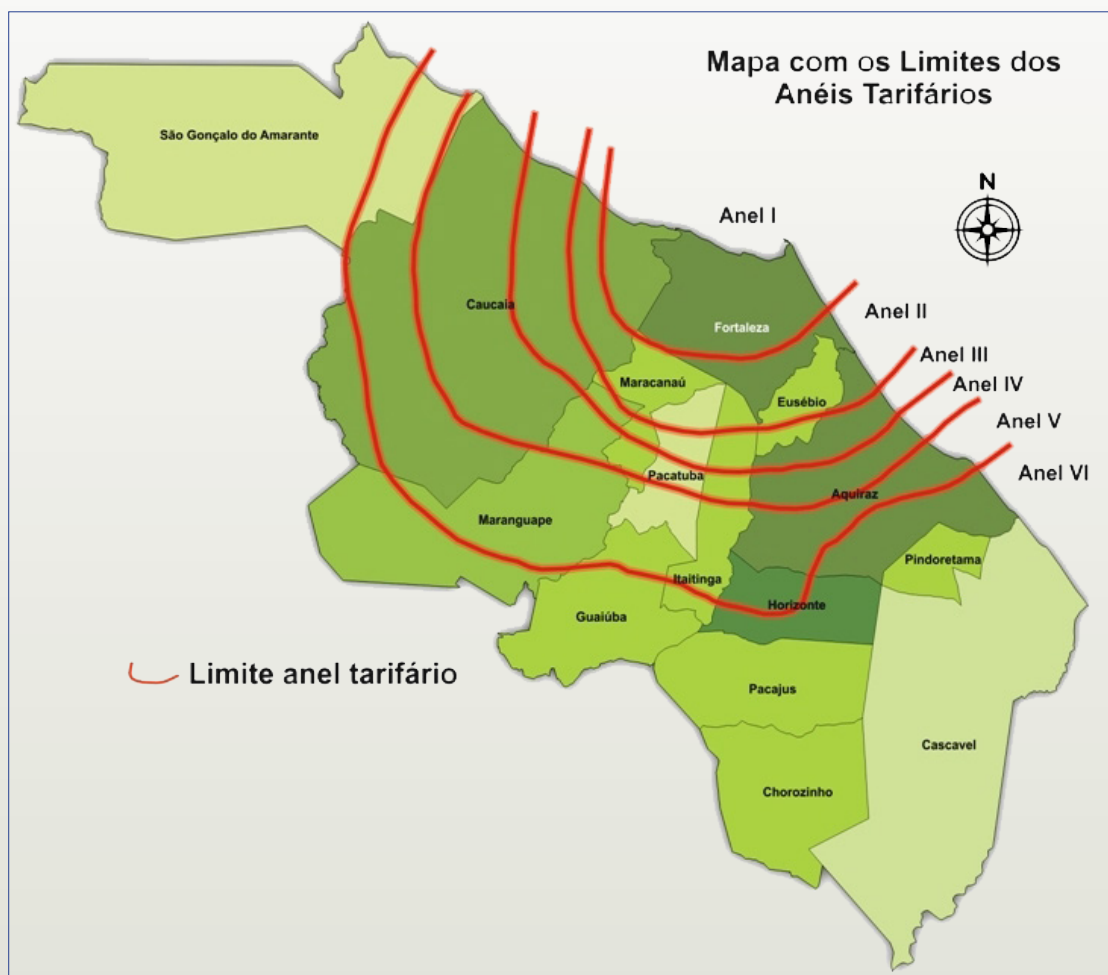 Mapa com os Limites dos
Anéis Tarifários
São Gonçalo do Amarante
N
Anel I
Caucaia
Anel II
Fortaleza
Anel III
Maracanaú
Anel IV
Eusébio
Anel V
Pacatuba
Anel VI
Aquiraz
Maranguape
Pindoretama
Itaitinga
Horizonte
Guaiúba
Limite anel tarifário
Pacajus
Cascavel
Chorozinho